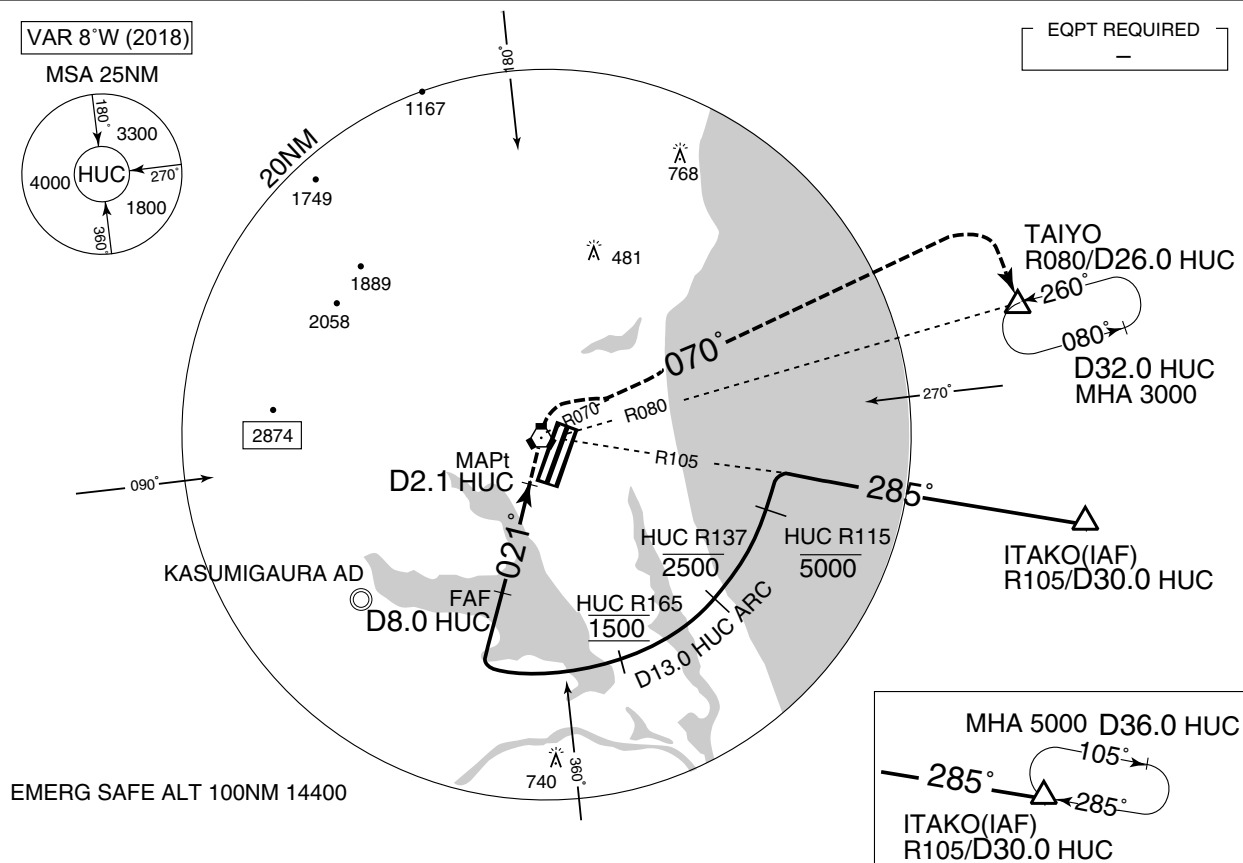 VAR 8°W (2018)
MSA 25NM
180°
3300
4000
HUC
270°
1800
360°
EQPT REQUIRED
–
180°
1167
20NM
1749
768
481
1889
2058
TAIYO
R080/D26.0 HUC
260°
080°
D32.0 HUC
MHA 3000
070°
R070
R080
270°
2874
R105
MAPt
D2.1 HUC
090°
285°
021°
HUC R137
2500
HUC R115
5000
ITAKO(IAF)
R105/D30.0 HUC
KASUMIGAURA AD
FAF
D8.0 HUC
HUC R165
1500
D13.0 HUC ARC
740
360°
EMERG SAFE ALT 100NM 14400
MHA 5000 D36.0 HUC
105°
285°
285°
ITAKO(IAF)
R105/D30.0 HUC